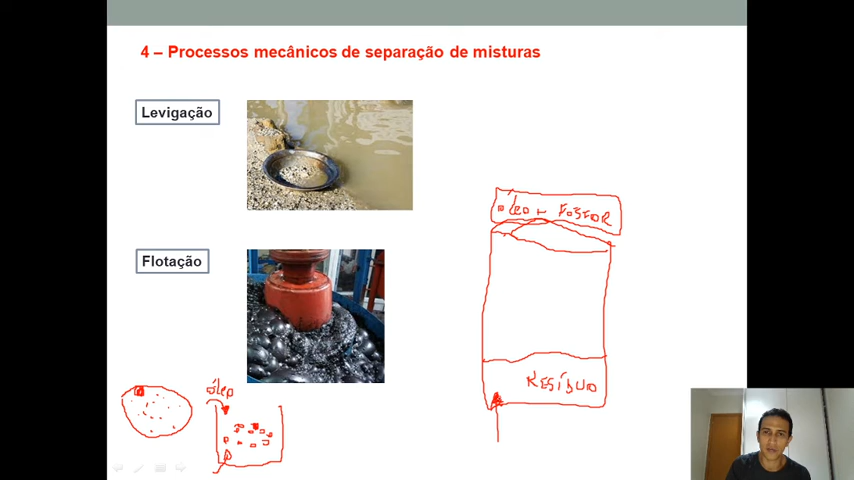 4 – Processos mecânicos de separação de misturas
Levigação
óleo + FOSFOR
Flotação
RESÍDUO
óleo